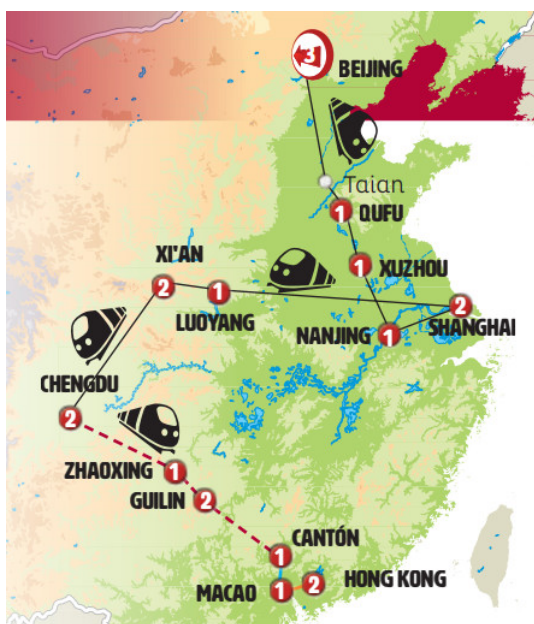 3
BEIJING
Taian
1 QUFU
XI'AN
1 XUZHOU
2
1
LUOYANG
2
SHANGHAI
NANJING 1
CHENGDU
2
ZHAOXING 1
GUILIN 2
CANTÓN
1
MACAO 1
2 HONG KONG